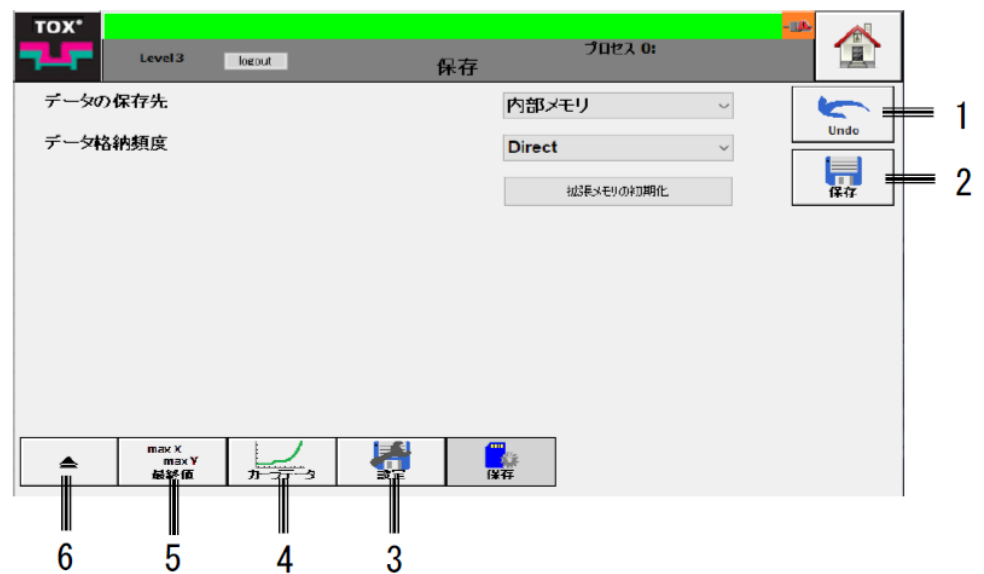 TOX®
Level 3
logout
プロセス 0:
保存
データの保存先
内部メモリ
データ格納頻度
Direct
拡張メモリの初期化
Undo
1
保存
2
max X
max Y
最終値
カーブデータ
設定
保存
6
5
4
3